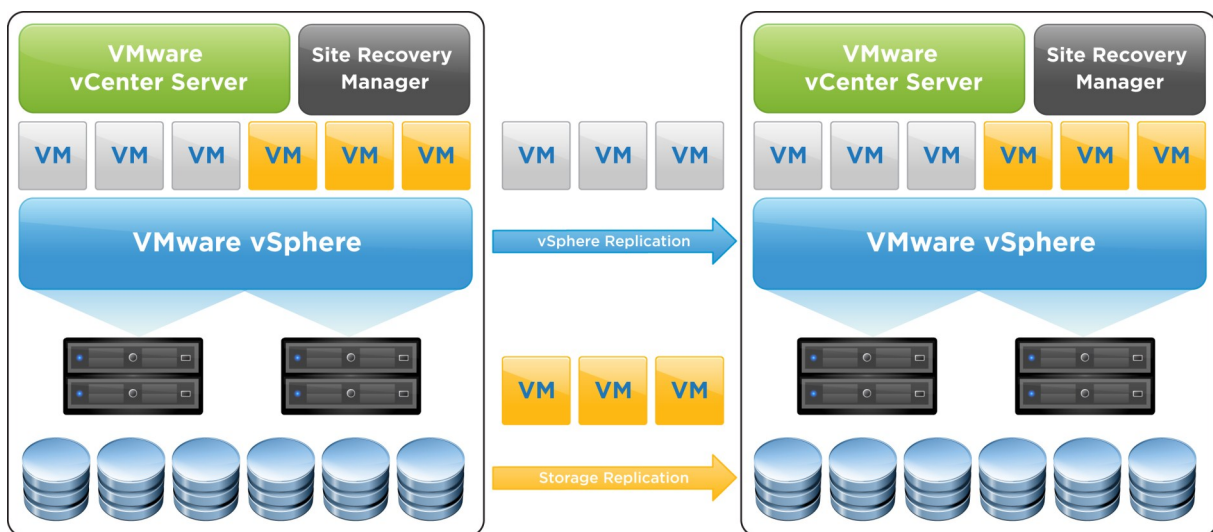 VMware
vCenter Server
Site Recovery
Manager
VM VM VM VM VM VM
VMware vSphere
VM VM VM
vSphere Replication
VM VM VM
Storage Replication
VMware
vCenter Server
Site Recovery
Manager
VM VM VM VM VM VM
VMware vSphere